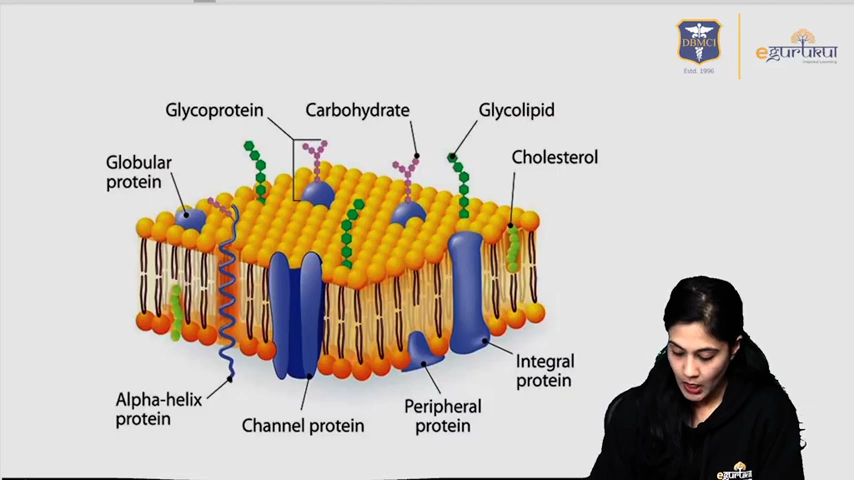 DBMCI
Estd. 1996
egurukul
Glycoprotein
Carbohydrate
Glycolipid
Globular
protein
Cholesterol
Integral
protein
Alpha-helix
protein
Channel protein
Peripheral
protein
egurukul